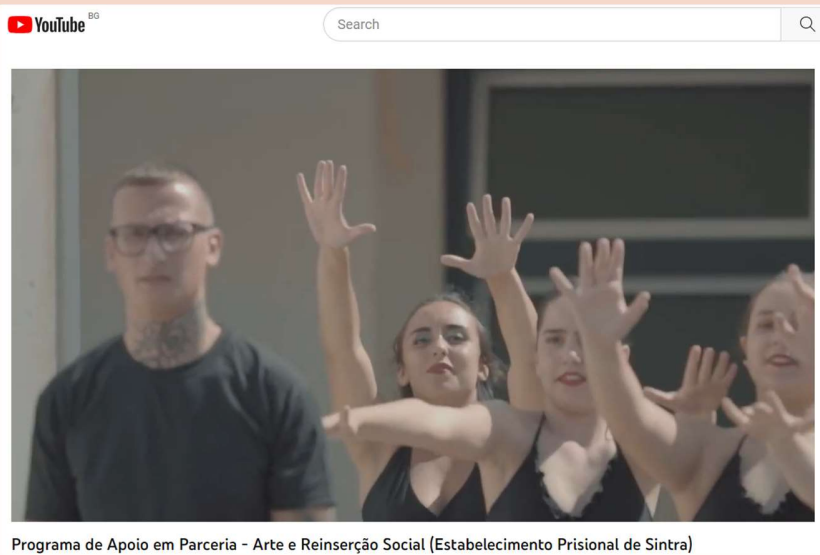 YouTube BG
Search
Programa de Apoio em Parceria - Arte e Reinserção Social (Estabelecimento Prisional de Sintra)